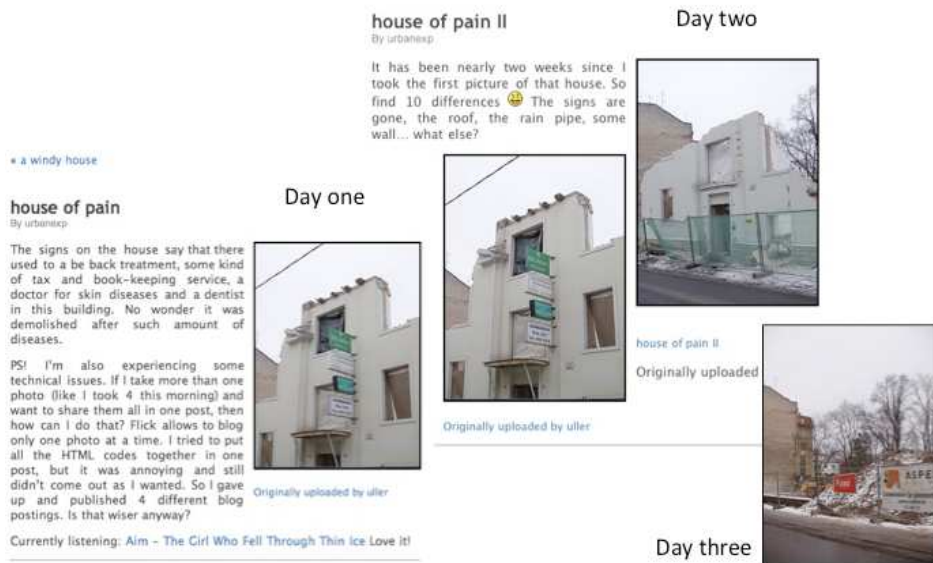 house of pain II
By urbanexp
It has been nearly two weeks since I
took the first picture of that house. So
find 10 differences The signs are
gone, the roof, the rain pipe, some
wall... what else?
Day two
« a windy house
Day one
house of pain
By urbanexp
The signs on the house say that there
used to a be back treatment, some kind
of tax and book-keeping service, a
doctor for skin diseases and a dentist
in this building. No wonder it was
demolished after such amount of
diseases.
PS! I'm also experiencing some
technical issues. If I take more than one
photo (like I took 4 this morning) and
want to share them all in one post, then
how can I do that? Flick allows to blog
only one photo at a time. I tried to put
all the HTML codes together in one
post, but it was annoying and still
didn't come out as I wanted. So I gave
up and published 4 different blog
postings. Is that wiser anyway?
Currently listening: Aim - The Girl Who Fell Through Thin Ice Love it!
Originally uploaded by uller
Originally uploaded by uller
house of pain II
Originally uploaded
Day three
ASPE